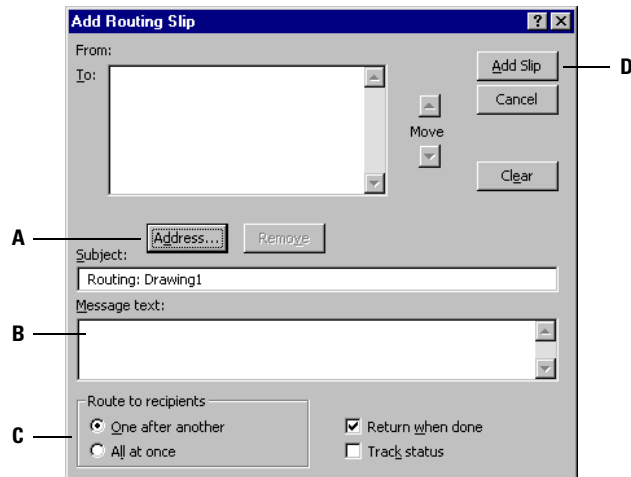 Add Routing Slip
From:
To:
Add Slip
D
Cancel
Move
Clear
A
Address...
Remove
Subject:
Routing: Drawing1
Message text:
B
Route to recipients
C
One after another
Return when done
All at once
Track status